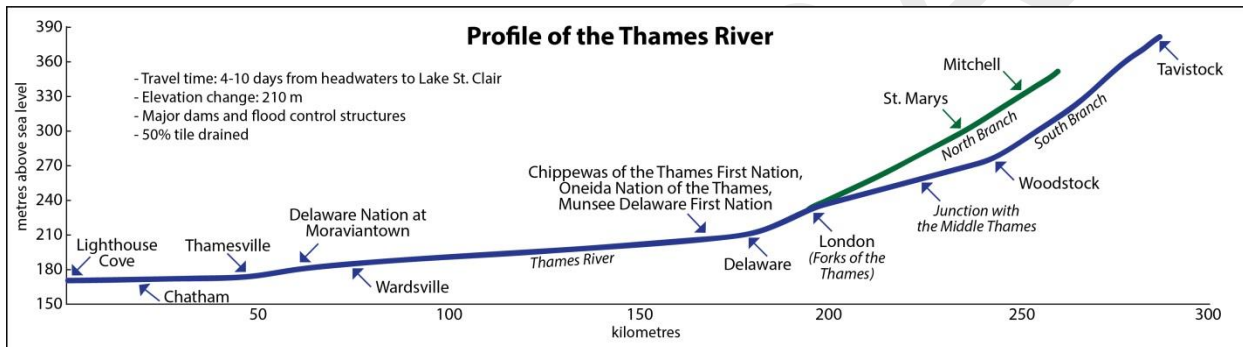 Profile of the Thames River
- Travel time: 4-10 days from headwaters to Lake St. Clair
- Elevation change: 210 m
- Major dams and flood control structures
- 50% tile drained
metres above sea level
390
360
330
300
270
240
210
180
150
Lighthouse
Cove
Chatham
Thamesville
Delaware Nation at
Moraviantown
Wardsville
Thames River
Chippewas of the Thames First Nation,
Oneida Nation of the Thames,
Munsee Delaware First Nation
Delaware
London
(Forks of the
Thames)
St. Marys
Mitchell
North Branch
Junction with
the Middle Thames
Woodstock
South Branch
Tavistock
50
100
150
200
250
300
kilometres